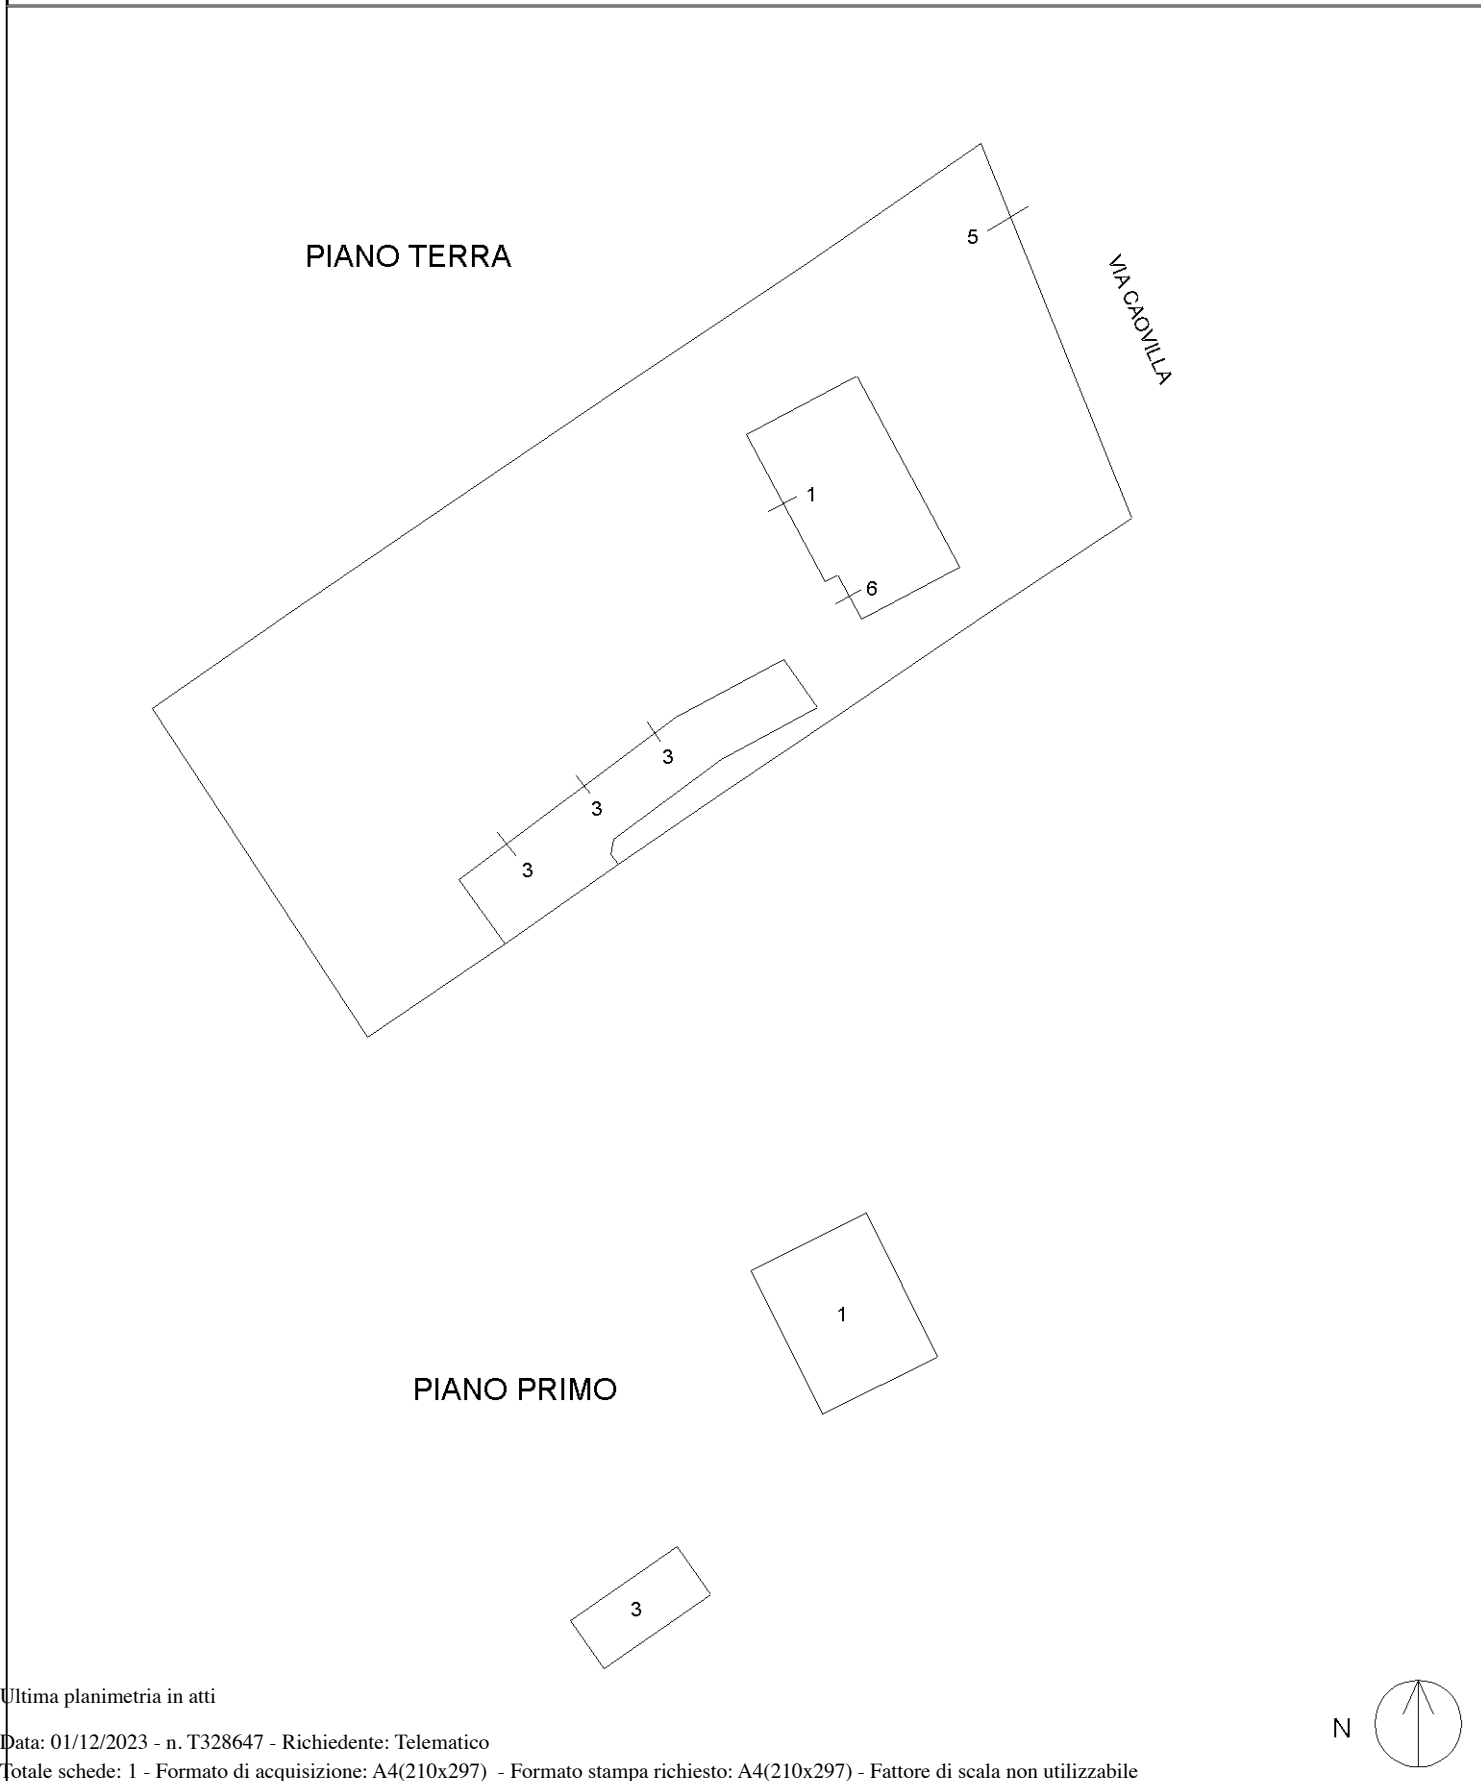 5
PIANO TERRA
VIA CAOVILLA
1
6
3
3
3
1
PIANO PRIMO
3
Ultima planimetria in atti
N
Data: 01/12/2023 - n. T328647 - Richiedente: Telematico
Totale schede: 1 - Formato di acquisizione: A4(210x297) - Formato stampa richiesto: A4(210x297) - Fattore di scala non utilizzabile